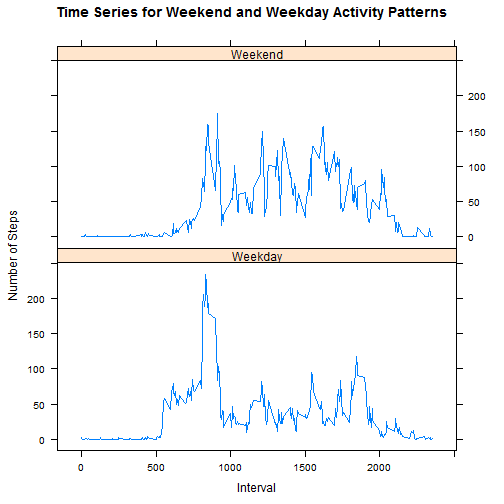 Time Series for Weekend and Weekday Activity Patterns
Weekend
200
150
100
50
0
Weekday
200
150
100
50
0
Number of Steps
0 500 1000 1500 2000
Interval